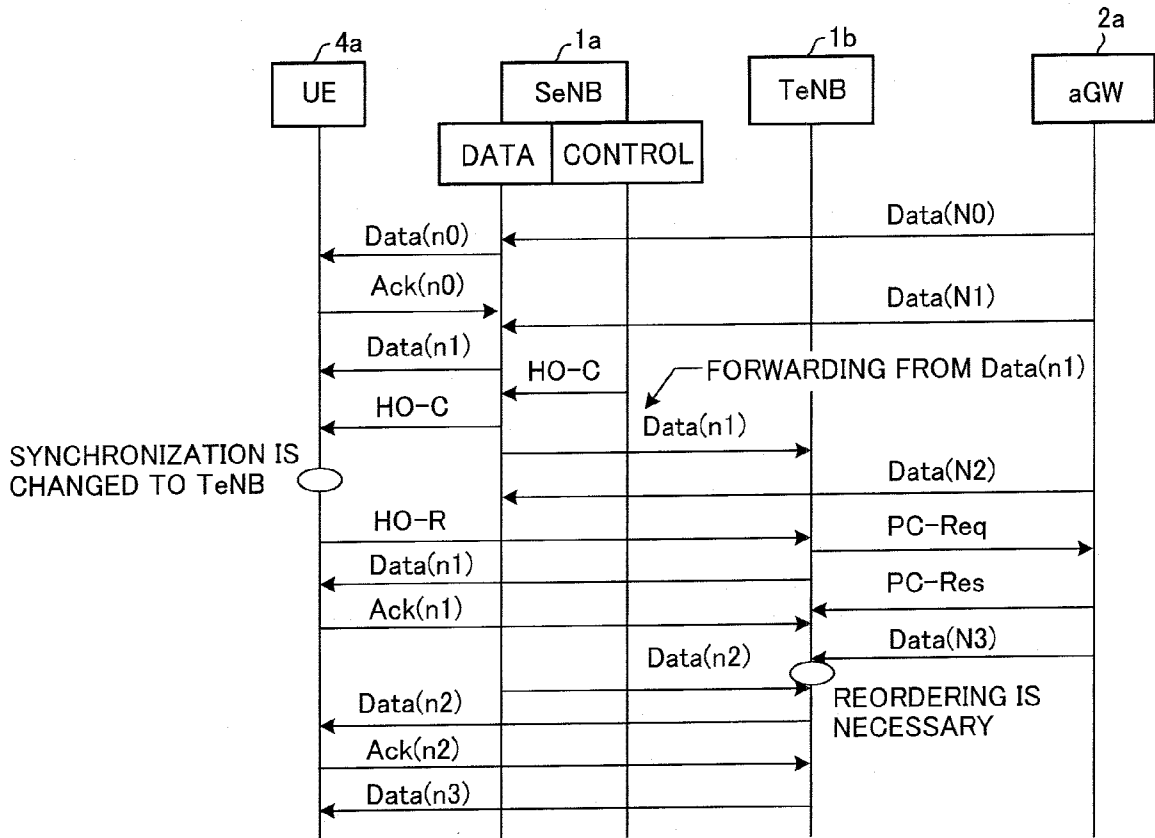 4a
1a
1b
2a
UE
SeNB
TeNB
aGW
DATA
CONTROL
Data(N0)
Data(n0)
Ack(n0)
Data(N1)
Data(n1)
HO-C
FORWARDING FROM Data(n1)
HO-C
Data(n1)
SYNCHRONIZATION IS
CHANGED TO TeNB
Data(N2)
HO-R
PC-Req
Data(n1)
PC-Res
Ack(n1)
Data(N3)
Data(n2)
REORDERING IS
NECESSARY
Data(n2)
Ack(n2)
Data(n3)